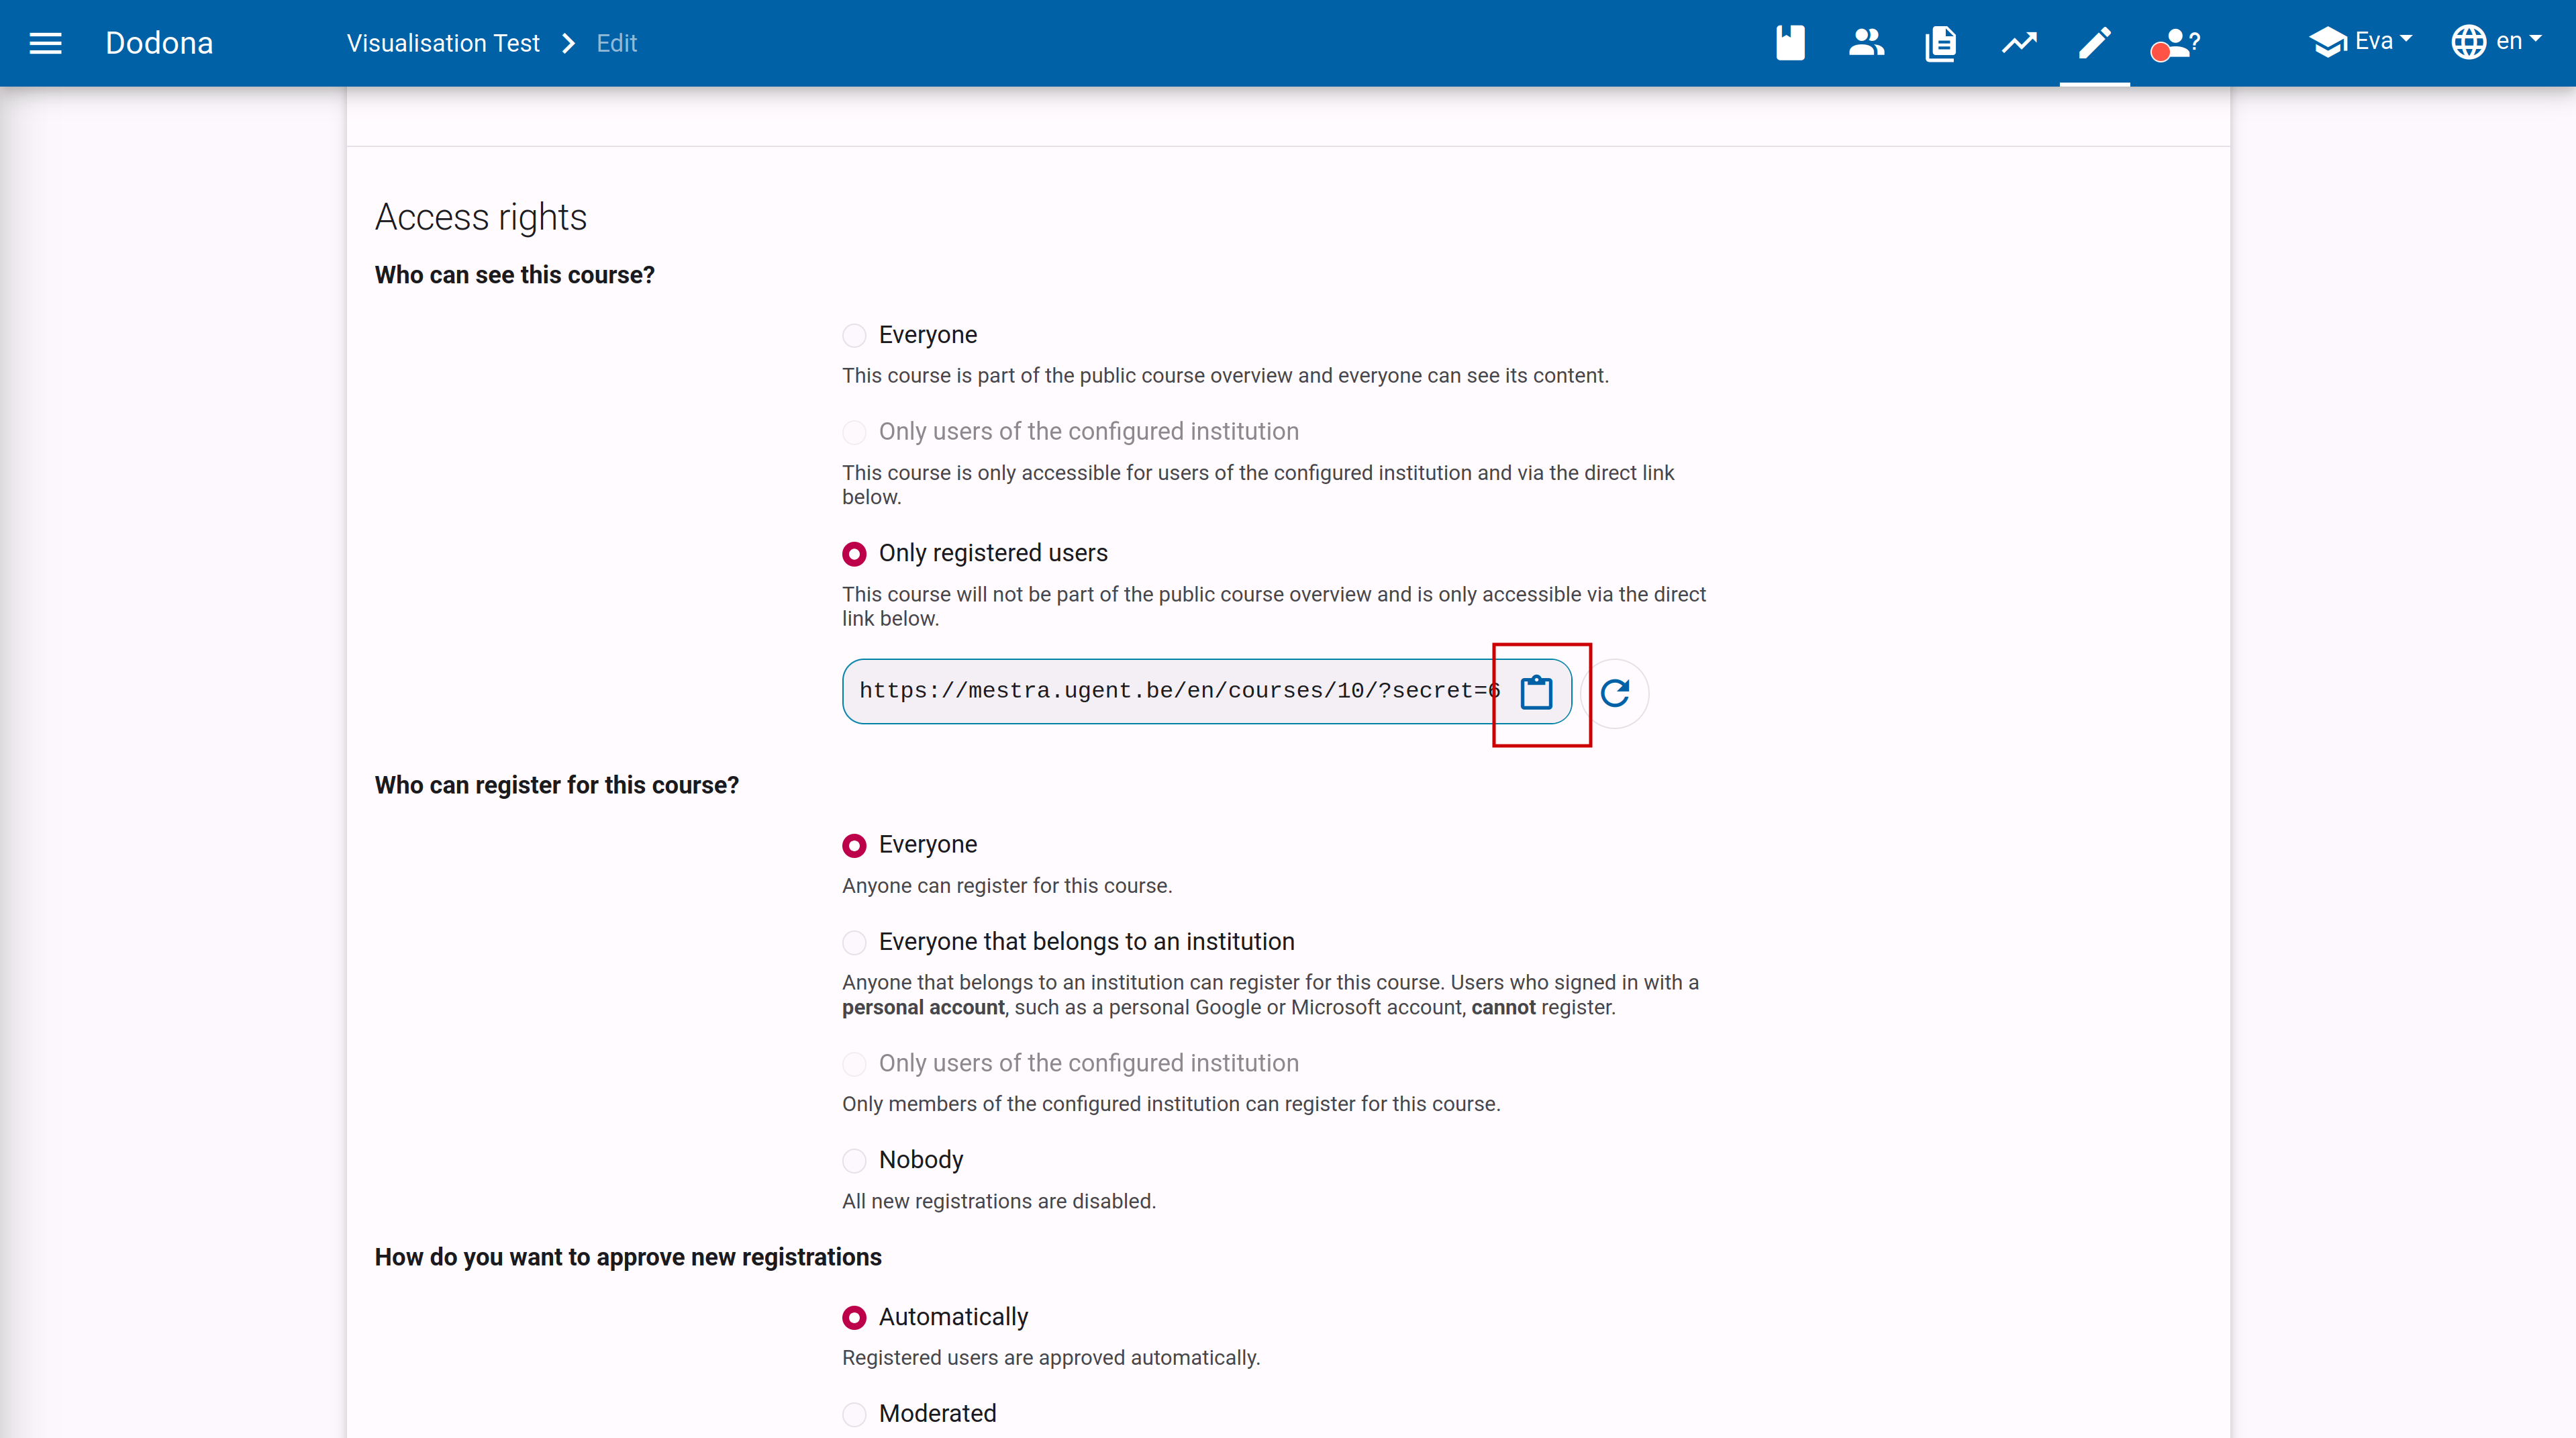 Dodona
Visualisation Test
Edit
?
Eva
en
Access rights
Who can see this course?
Everyone
This course is part of the public course overview and everyone can see its content.
Only users of the configured institution
This course is only accessible for users of the configured institution and via the direct link
below.
Only registered users
This course will not be part of the public course overview and is only accessible via the direct
link below.
https://mestra.ugent.be/en/courses/10/?secret=6
Who can register for this course?
Everyone
Anyone can register for this course.
Everyone that belongs to an institution
Anyone that belongs to an institution can register for this course. Users who signed in with a
personal account, such as a personal Google or Microsoft account, cannot register.
Only users of the configured institution
Only members of the configured institution can register for this course.
Nobody
All new registrations are disabled.
How do you want to approve new registrations
Automatically
Registered users are approved automatically.
Moderated